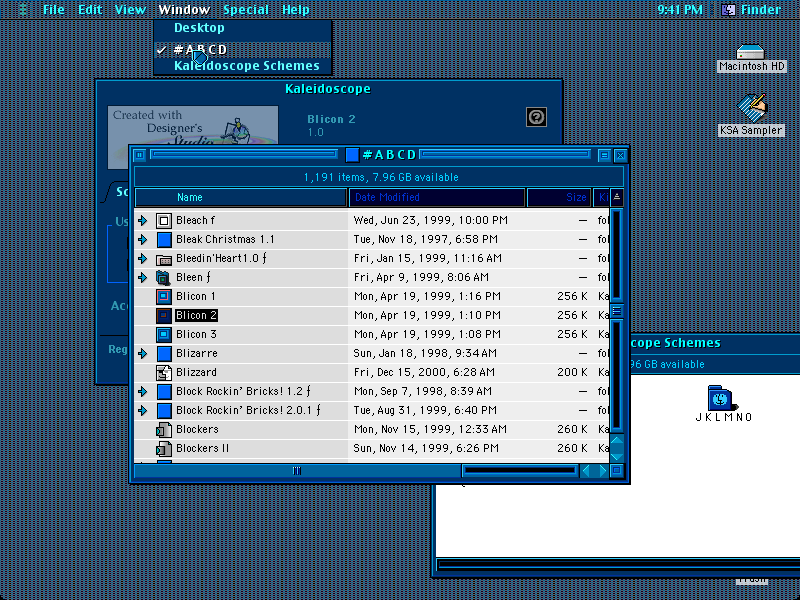 File Edit View Window Special Help 9:41 PM Finder
Desktop
✓ #ABCD
Kaleidoscope Schemes
Macintosh HD
KSA Sampler
Kaleidoscope
Created with
Designer's
Studio
Blicon 2
1.0
#ABCD
1,191 items, 7.96 GB available
Name Date Modified Size Ki
Bleach ƒ Wed, Jun 23, 1999, 10:00 PM — fol
Bleak Christmas 1.1 Tue, Nov 18, 1997, 6:58 PM — fol
Bleedin'Heart1.0 ƒ Fri, Jan 15, 1999, 11:16 AM — fol
Bleen ƒ Fri, Apr 9, 1999, 8:06 AM — fol
Blicon 1 Mon, Apr 19, 1999, 1:16 PM 256 K Ka
Blicon 2 Mon, Apr 19, 1999, 1:10 PM 256 K Ka
Blicon 3 Mon, Apr 19, 1999, 1:08 PM 256 K Ka
Blizarre Sun, Jan 18, 1998, 9:34 AM — fol
Blizzard Fri, Dec 15, 2000, 6:28 AM 200 K Ka
Block Rockin' Bricks! 1.2 ƒ Mon, Sep 7, 1998, 8:39 AM — fol
Block Rockin' Bricks! 2.0.1 ƒ Tue, Aug 31, 1999, 6:40 PM — fol
Blockers Mon, Nov 15, 1999, 12:33 AM 260 K Ka
Blockers II Sun, Nov 14, 1999, 6:26 PM 260 K Ka
Us
Acc
Reg
cope Schemes
96 GB available
JKLMNO
Trash